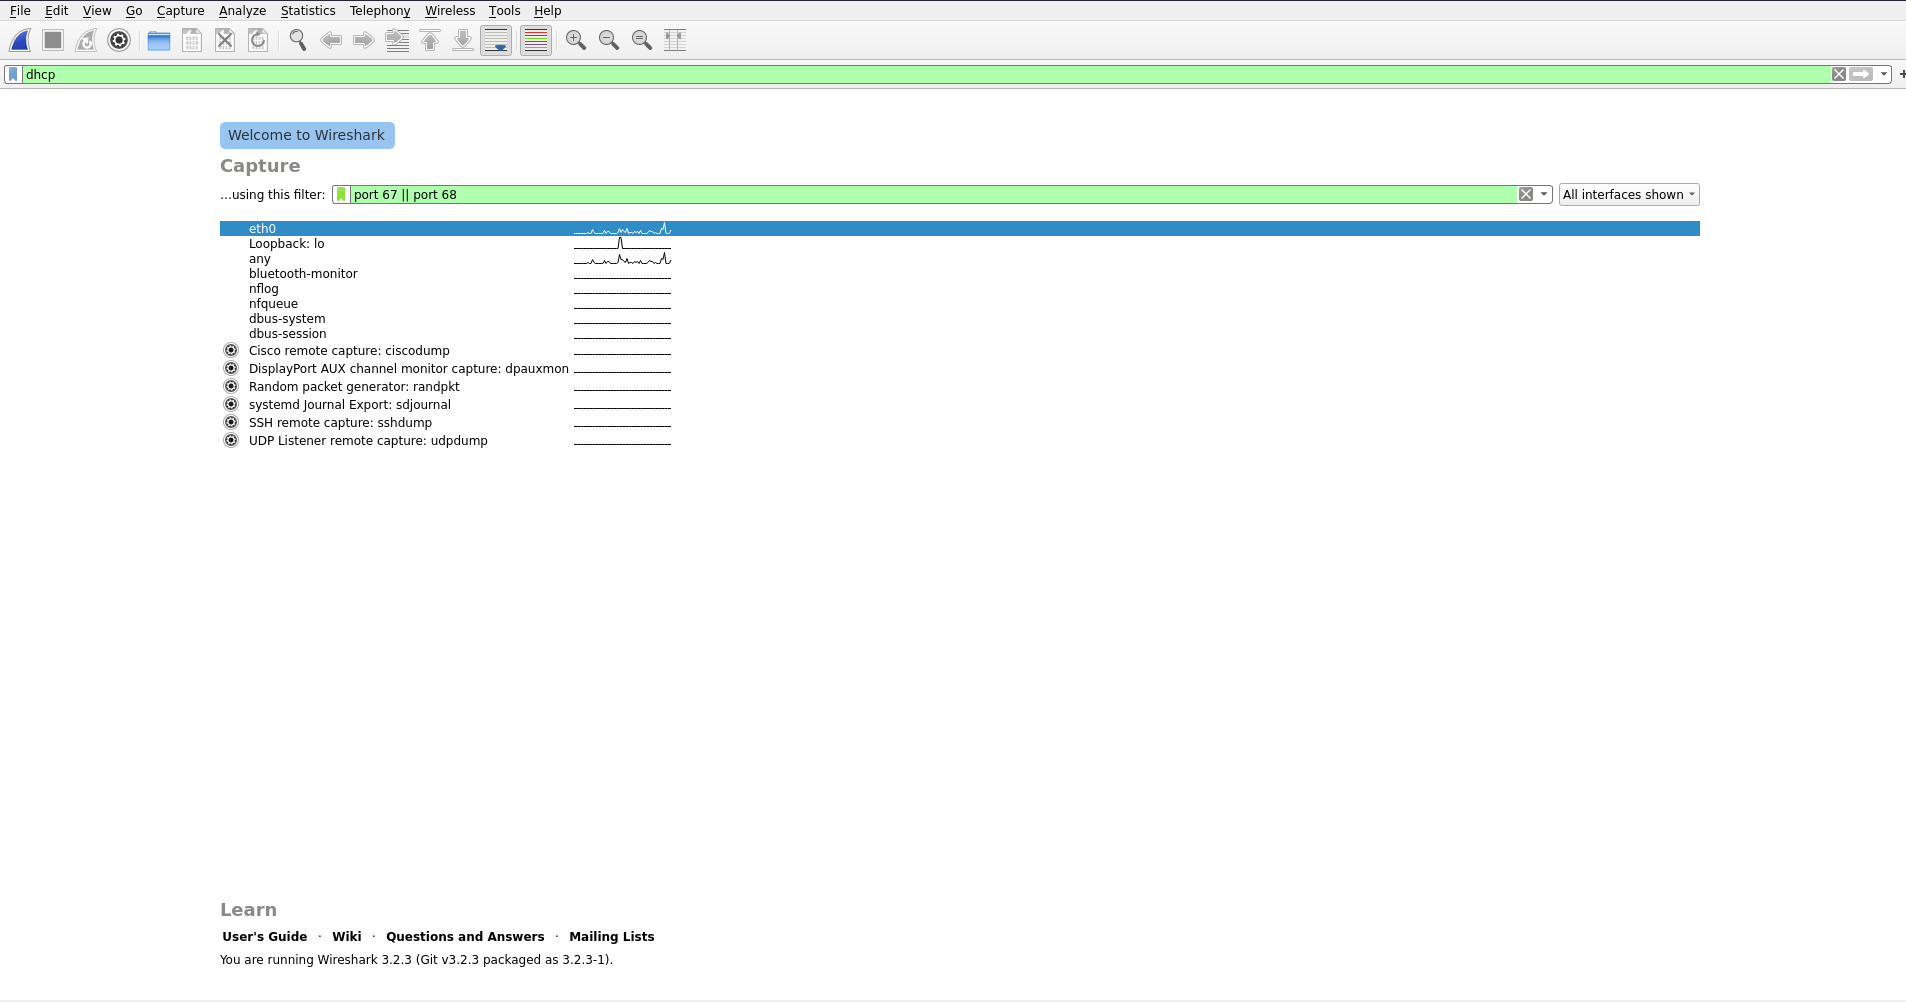 File Edit View Go Capture Analyze Statistics Telephony Wireless Tools Help
dhcp
Welcome to Wireshark
Capture
...using this filter: port 67 || port 68 All interfaces shown
eth0
Loopback: lo
any
bluetooth-monitor
nflog
nfqueue
dbus-system
dbus-session
Cisco remote capture: ciscodump
DisplayPort AUX channel monitor capture: dpauxmon
Random packet generator: randpkt
systemd Journal Export: sdjournal
SSH remote capture: sshdump
UDP Listener remote capture: udpdump
Learn
User's Guide · Wiki · Questions and Answers · Mailing Lists
You are running Wireshark 3.2.3 (Git v3.2.3 packaged as 3.2.3-1).